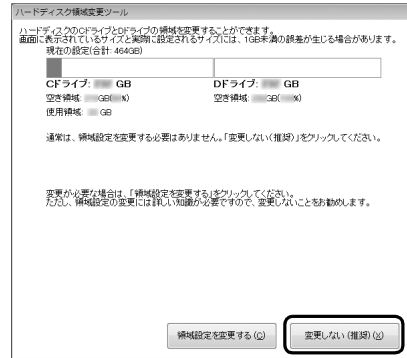 ハードディスク領域変更ツール
ハードディスクのCドライブとDドライブの領域を変更することができます。
画面に表示されているサイズと実際に設定されるサイズには、1GB未満の誤差が生じる場合があります。
現在の設定(合計: 464GB)
Cドライブ: GB
Dドライブ: GB
空き領域: GB( %)
空き領域: GB( %)
使用領域: GB
通常は、領域設定を変更する必要はありません。「変更しない(推奨)」をクリックしてください。
変更が必要な場合は、「領域設定を変更する」をクリックしてください。
ただし、領域設定の変更には詳しい知識が必要ですので、変更しないことをお勧めします。
領域設定を変更する(C)
変更しない(推奨)(X)